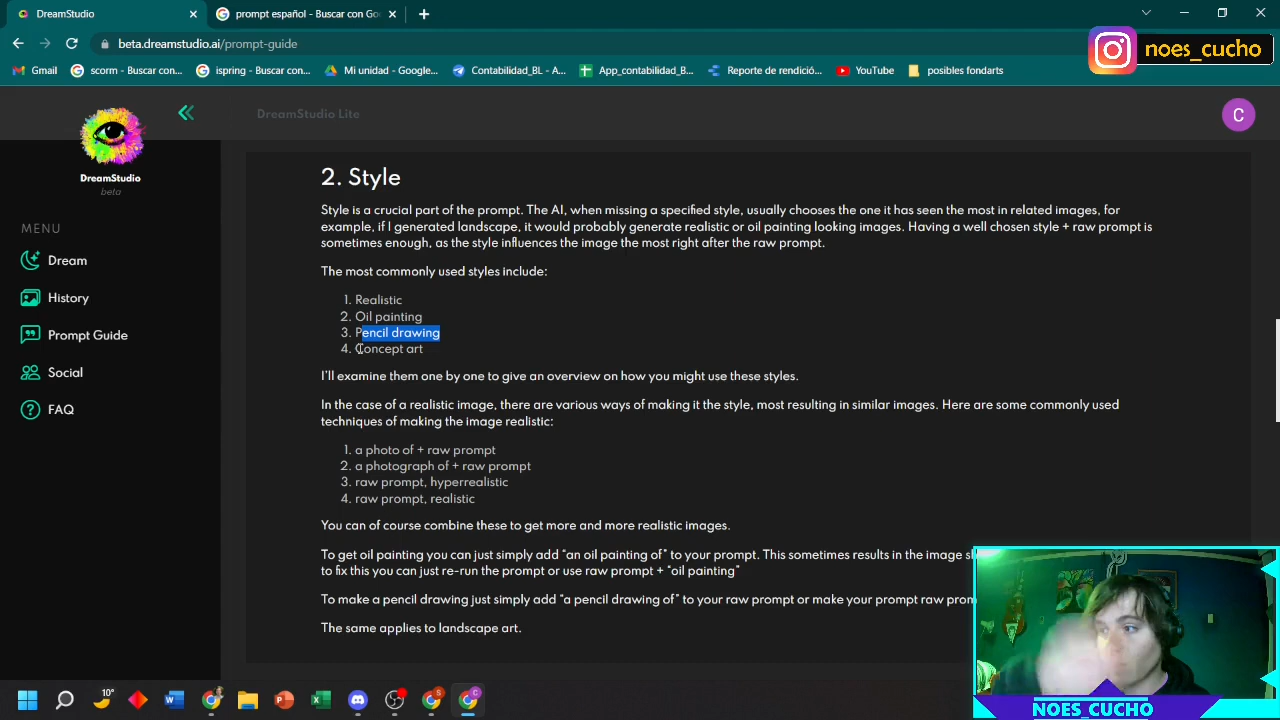 DreamStudio
prompt español - Buscar con Go
beta.dreamstudio.ai/prompt-guide
noes_cucho
Gmail
scorm - Buscar con...
ispring - Buscar con...
Mi unidad - Google...
Contabilidad_BL - A...
App_contabilidad_B...
Reporte de rendició...
YouTube
posibles fondarts
DreamStudio Lite
C
DreamStudio
beta
MENU
Dream
History
Prompt Guide
Social
FAQ
2. Style
Style is a crucial part of the prompt. The AI, when missing a specified style, usually chooses the one it has seen the most in related images, for
example, if I generated landscape, it would probably generate realistic or oil painting looking images. Having a well chosen style + raw prompt is
sometimes enough, as the style influences the image the most right after the raw prompt.
The most commonly used styles include:
1. Realistic
2. Oil painting
3. Pencil drawing
4. Concept art
I'll examine them one by one to give an overview on how you might use these styles.
In the case of a realistic image, there are various ways of making it the style, most resulting in similar images. Here are some commonly used
techniques of making the image realistic:
1. a photo of + raw prompt
2. a photograph of + raw prompt
3. raw prompt, hyperrealistic
4. raw prompt, realistic
You can of course combine these to get more and more realistic images.
To get oil painting you can just simply add “an oil painting of” to your prompt. This sometimes results in the image
to fix this you can just re-run the prompt or use raw prompt + “oil painting”
To make a pencil drawing just simply add “a pencil drawing of” to your raw prompt or make your prompt raw
The same applies to landscape art.
10°
NOES_CUCHO